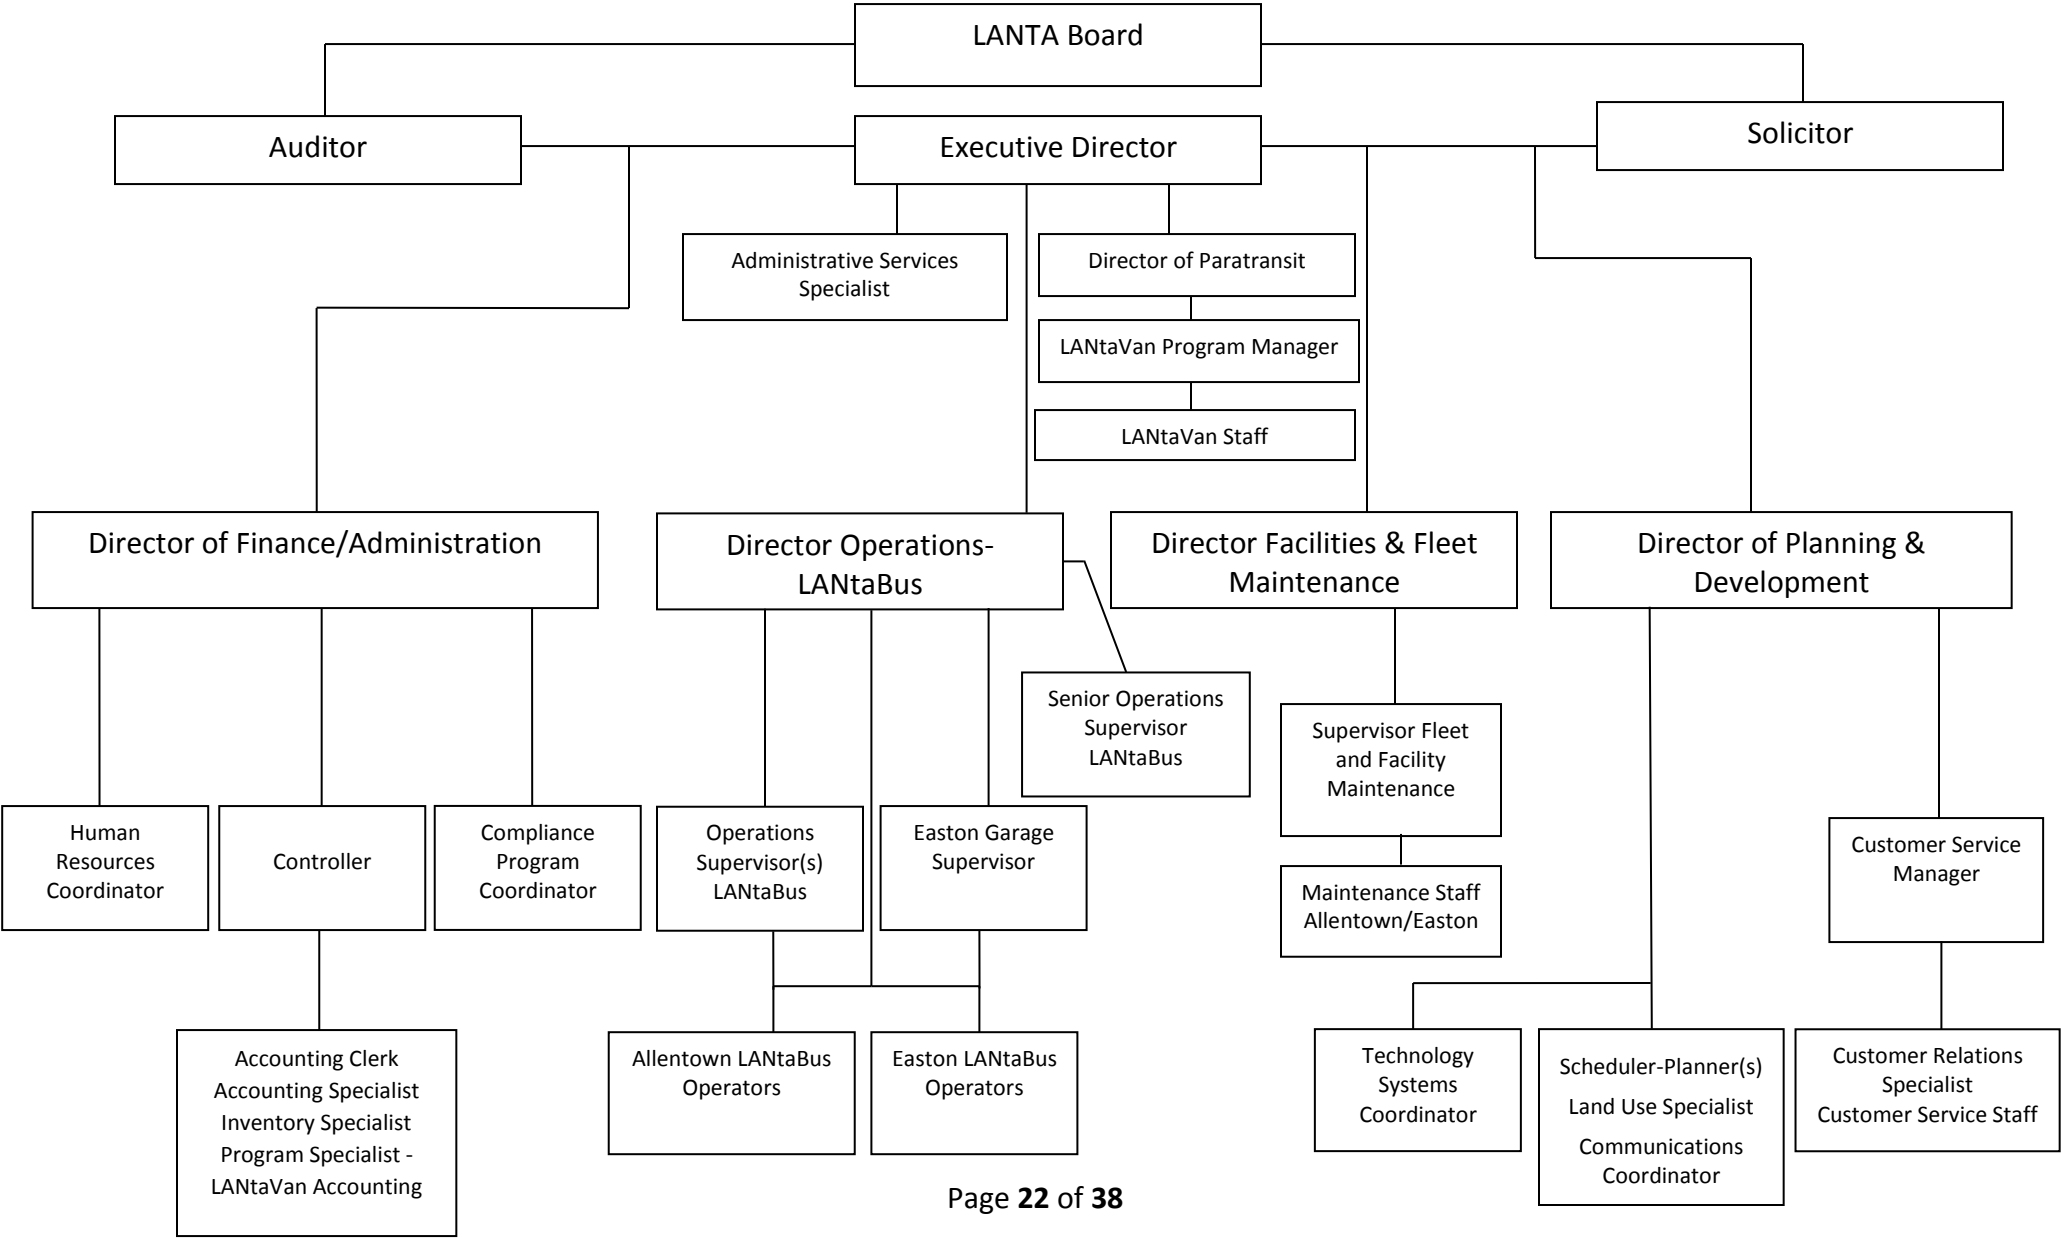 LANTA Board
Auditor
Executive Director
Solicitor
Administrative Services
Specialist
Director of Paratransit
LANtaVan Program Manager
LANtaVan Staff
Director of Finance/Administration
Director Operations-
LANtaBus
Director Facilities & Fleet
Maintenance
Director of Planning &
Development
Senior Operations
Supervisor
LANtaBus
Supervisor Fleet
and Facility
Maintenance
Human
Resources
Coordinator
Controller
Compliance
Program
Coordinator
Operations
Supervisor(s)
LANtaBus
Easton Garage
Supervisor
Customer Service
Manager
Maintenance Staff
Allentown/Easton
Accounting Clerk
Accounting Specialist
Inventory Specialist
Program Specialist -
LANtaVan Accounting
Allentown LANtaBus
Operators
Easton LANtaBus
Operators
Technology
Systems
Coordinator
Scheduler-Planner(s)
Land Use Specialist
Communications
Coordinator
Customer Relations
Specialist
Customer Service Staff
Page 22 of 38